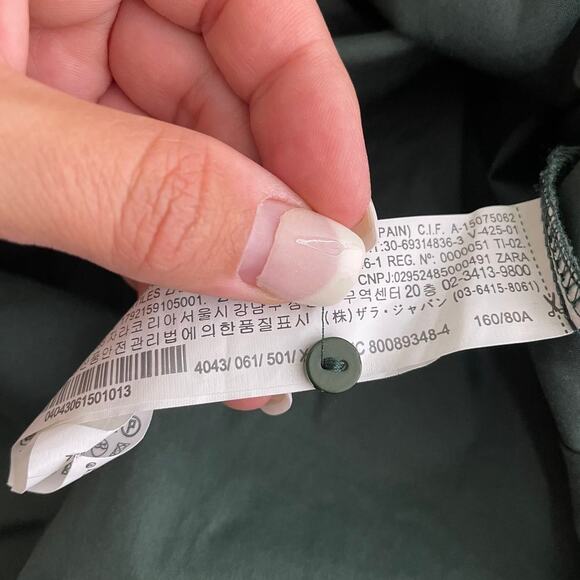 PAIN) C.I.F. A-15075062
30-69314836-3 V-425-01
6-1 REG. Nº: 0000051 TI-02.
CNPJ:02952485000491 ZARA
792159105001.
자라코리아서울시 강남구 무역센터 20층 02-3413-9800
안전관리법에 의한품질표시 (株)ザラ・ジャパン (03-6415-8061)
4043/ 061/ 501/ C 80089348-4 160/80A
04043061501013